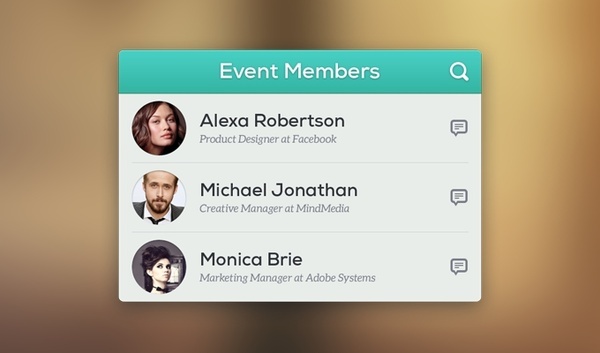 Event Members
Alexa Robertson
Product Designer at Facebook
Michael Jonathan
Creative Manager at MindMedia
Monica Brie
Marketing Manager at Adobe Systems